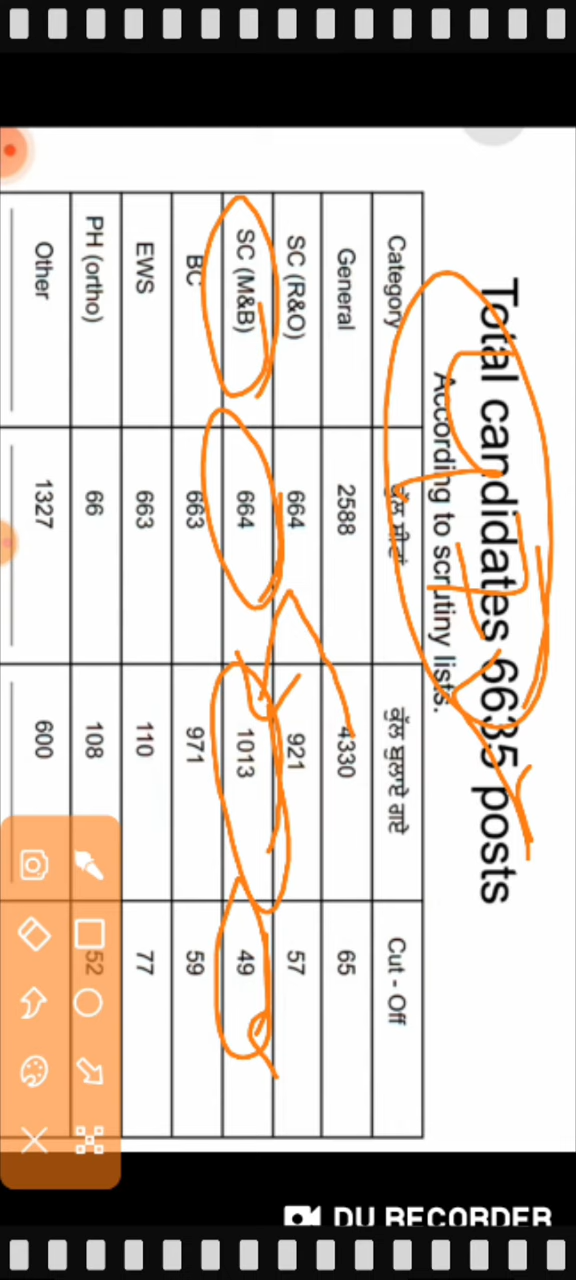 Total candidates 6635 posts
According to scrutiny lists.
Category ਕੁੱਲ ਸੀਟਾਂ ਕੁੱਲ ਬੁਲਾਏ ਗਏ Cut - Off
General 2588 4330 65
SC (R&O) 664 921 57
SC (M&B) 664 1013 49
BC 663 971 59
EWS 663 110 77
PH (ortho) 66 108 52
Other 1327 600
DU RECORDER